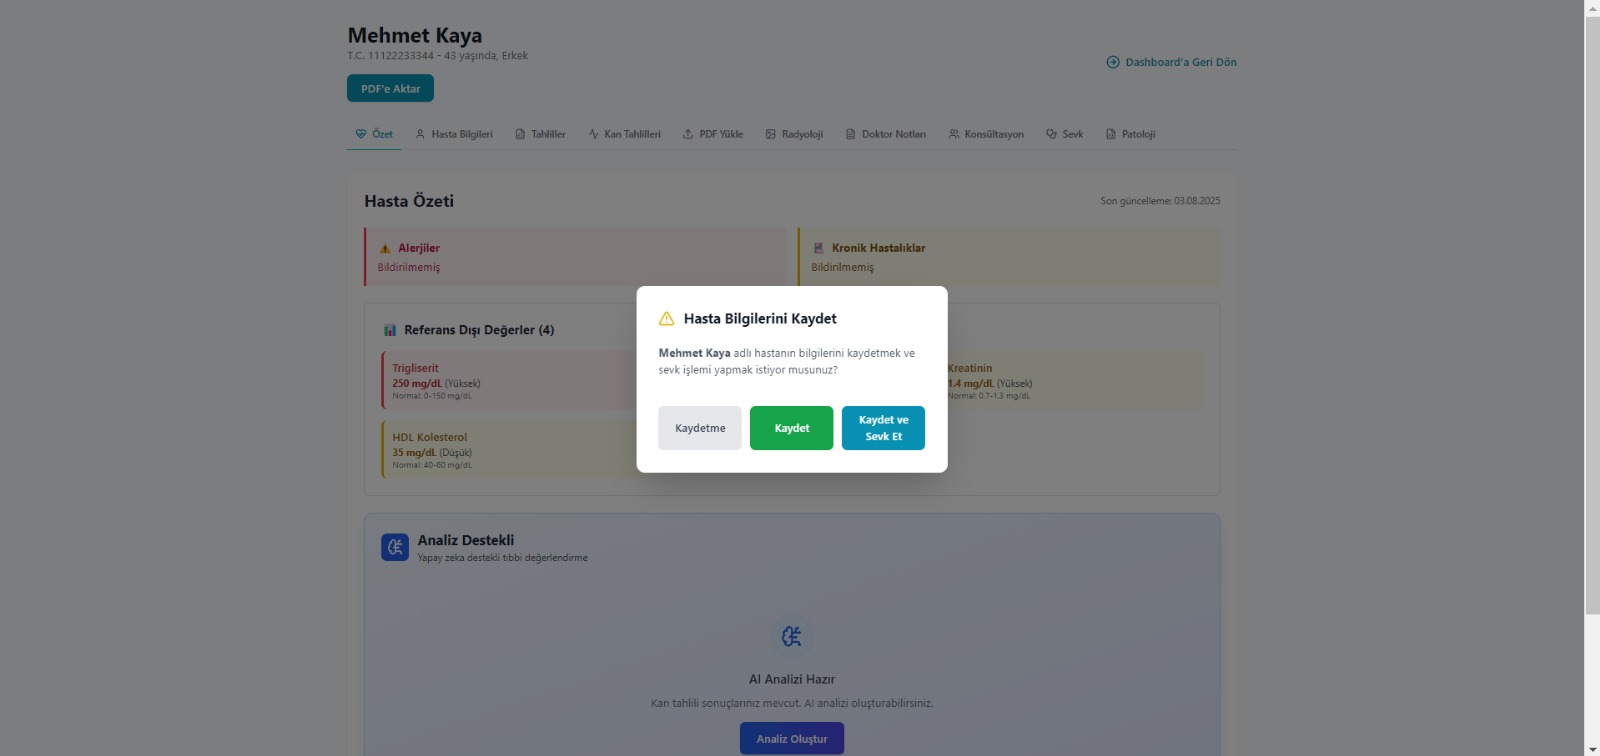 Mehmet Kaya
T.C. 11122233344 - 43 yaşında, Erkek
Dashboard'a Geri Dön
PDF'e Aktar
Özet
Hasta Bilgileri
Tahliller
Kan Tahlilleri
PDF Yükle
Radyoloji
Doktor Notları
Konsültasyon
Sevk
Patoloji
Hasta Özeti
Son güncelleme: 03.08.2025
Alerjiler
Bildirilmemiş
Kronik Hastalıklar
Bildirilmemiş
Referans Dışı Değerler (4)
Trigliserit
250 mg/dL (Yüksek)
Normal: 0-150 mg/dL
Kreatinin
1.4 mg/dL (Yüksek)
Normal: 0.7-1.3 mg/dL
HDL Kolesterol
35 mg/dL (Düşük)
Normal: 40-60 mg/dL
Hasta Bilgilerini Kaydet
Mehmet Kaya adlı hastanın bilgilerini kaydetmek ve
sevk işlemi yapmak istiyor musunuz?
Kaydetme
Kaydet
Kaydet ve
Sevk Et
Analiz Destekli
Yapay zeka destekli tıbbi değerlendirme
AI Analizi Hazır
Kan tahlili sonuçlarınız mevcut. AI analizi oluşturabilirsiniz.
Analiz Oluştur